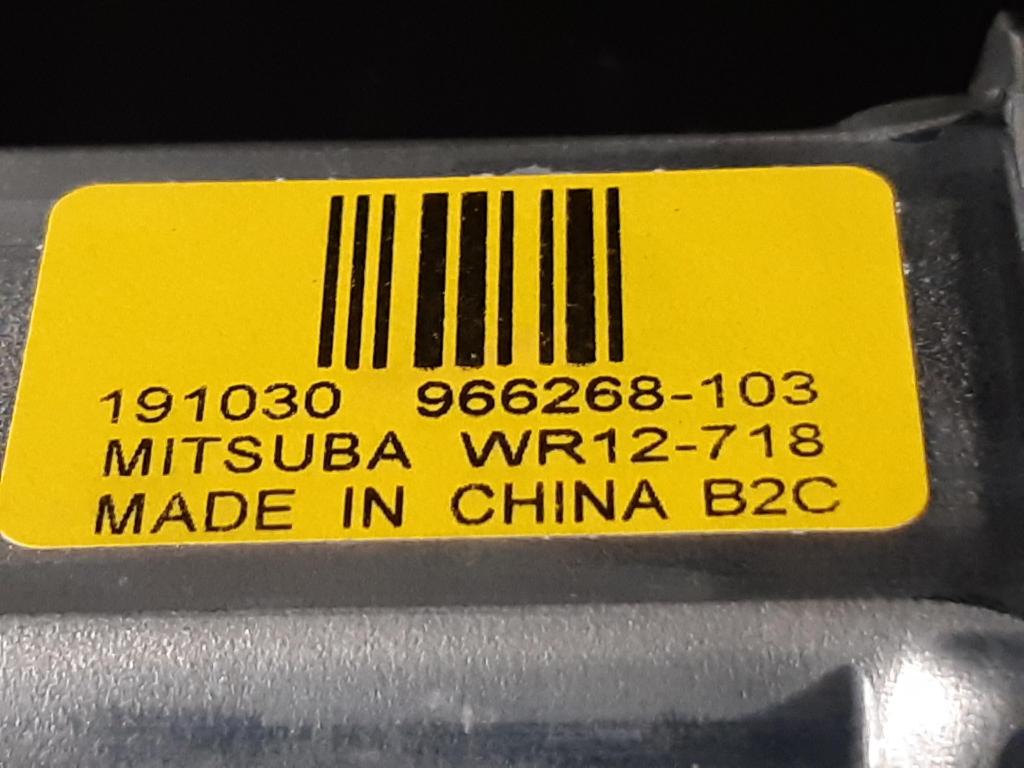 191030 966268-103
MITSUBA WR12-718
MADE IN CHINA B2C